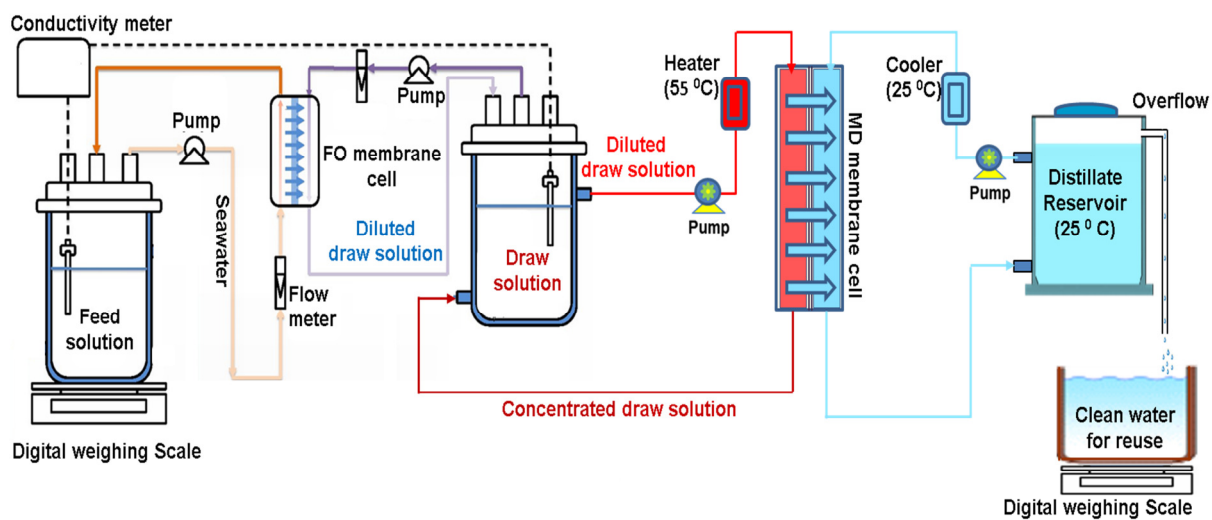 Conductivity meter
Pump
Seawater
Feed
solution
Digital weighing Scale
FO membrane
cell
Flow
meter
Pump
Diluted
draw solution
Draw
solution
Diluted
draw solution
Pump
Heater
(55 ⁰C)
MD membrane cell
Concentrated draw solution
Cooler
(25 ⁰C)
Pump
Overflow
Distillate
Reservoir
(25 ⁰ C)
Clean water
for reuse
Digital weighing Scale